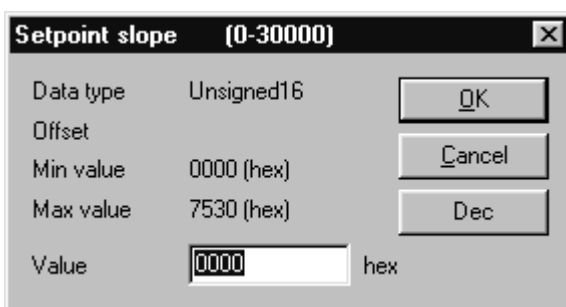 Setpoint slope (0-30000)
Data type Unsigned16 OK
Offset
Min value 0000 (hex) Cancel
Max value 7530 (hex) Dec
Value 0000 hex